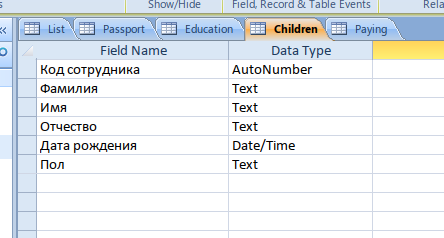 s
Show/Hide
Field, Record & Table Events
Rela
List
Passport
Education
Children
Paying
Field Name Data Type
Код сотрудника AutoNumber
Фамилия Text
Имя Text
Отчество Text
Дата рождения Date/Time
Пол Text